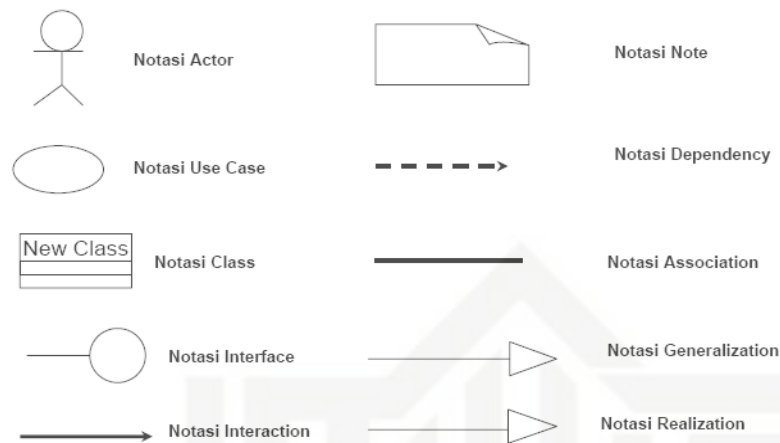 Notasi Actor
Notasi Note
Notasi Use Case
Notasi Dependency
New Class
Notasi Class
Notasi Association
Notasi Interface
Notasi Generalization
Notasi Interaction
Notasi Realization